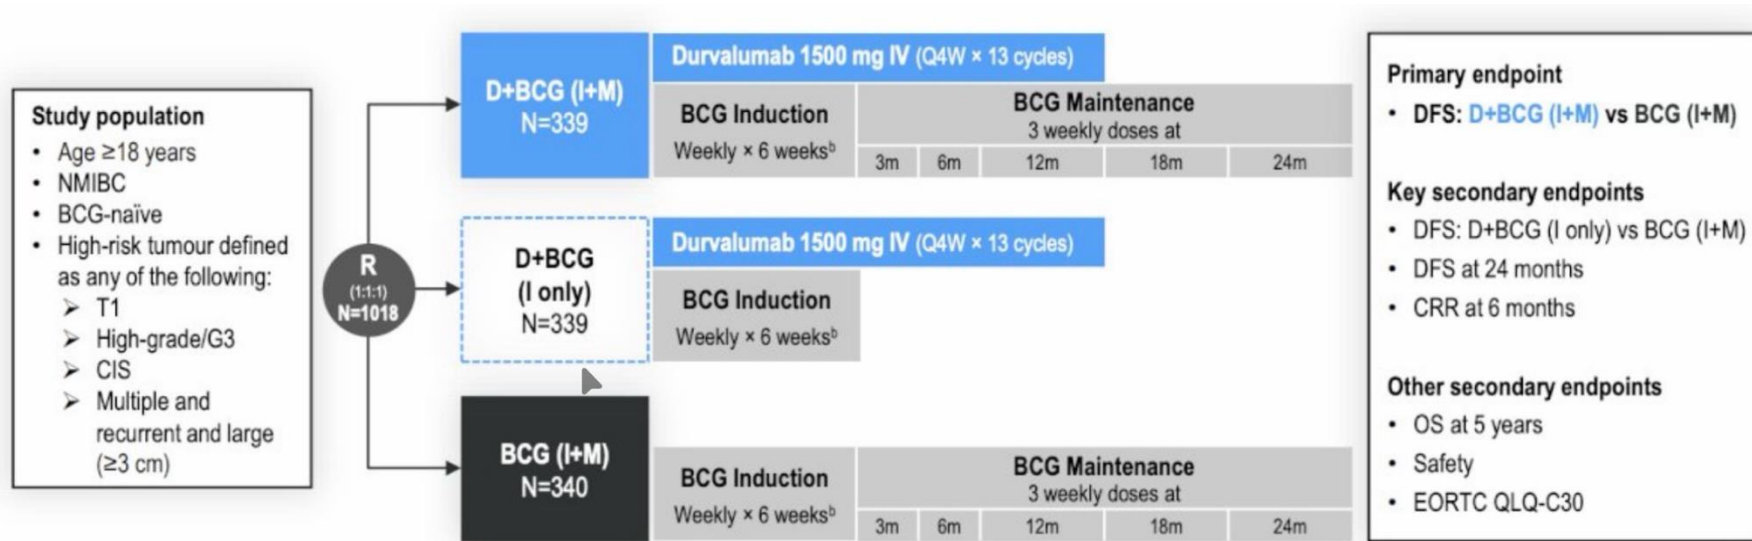 Study population
• Age ≥18 years
• NMIBC
• BCG-naïve
• High-risk tumour defined
as any of the following:
➢ T1
➢ High-grade/G3
➢ CIS
➢ Multiple and
recurrent and large
(≥3 cm)
R
(1:1:1)
N=1018
D+BCG (I+M)
N=339
Durvalumab 1500 mg IV (Q4W × 13 cycles)
BCG Induction
Weekly × 6 weeksᵇ
BCG Maintenance
3 weekly doses at
3m 6m 12m 18m 24m
D+BCG
(I only)
N=339
Durvalumab 1500 mg IV (Q4W × 13 cycles)
BCG Induction
Weekly × 6 weeksᵇ
BCG (I+M)
N=340
BCG Induction
Weekly × 6 weeksᵇ
BCG Maintenance
3 weekly doses at
3m 6m 12m 18m 24m
Primary endpoint
• DFS: D+BCG (I+M) vs BCG (I+M)
Key secondary endpoints
• DFS: D+BCG (I only) vs BCG (I+M)
• DFS at 24 months
• CRR at 6 months
Other secondary endpoints
• OS at 5 years
• Safety
• EORTC QLQ-C30